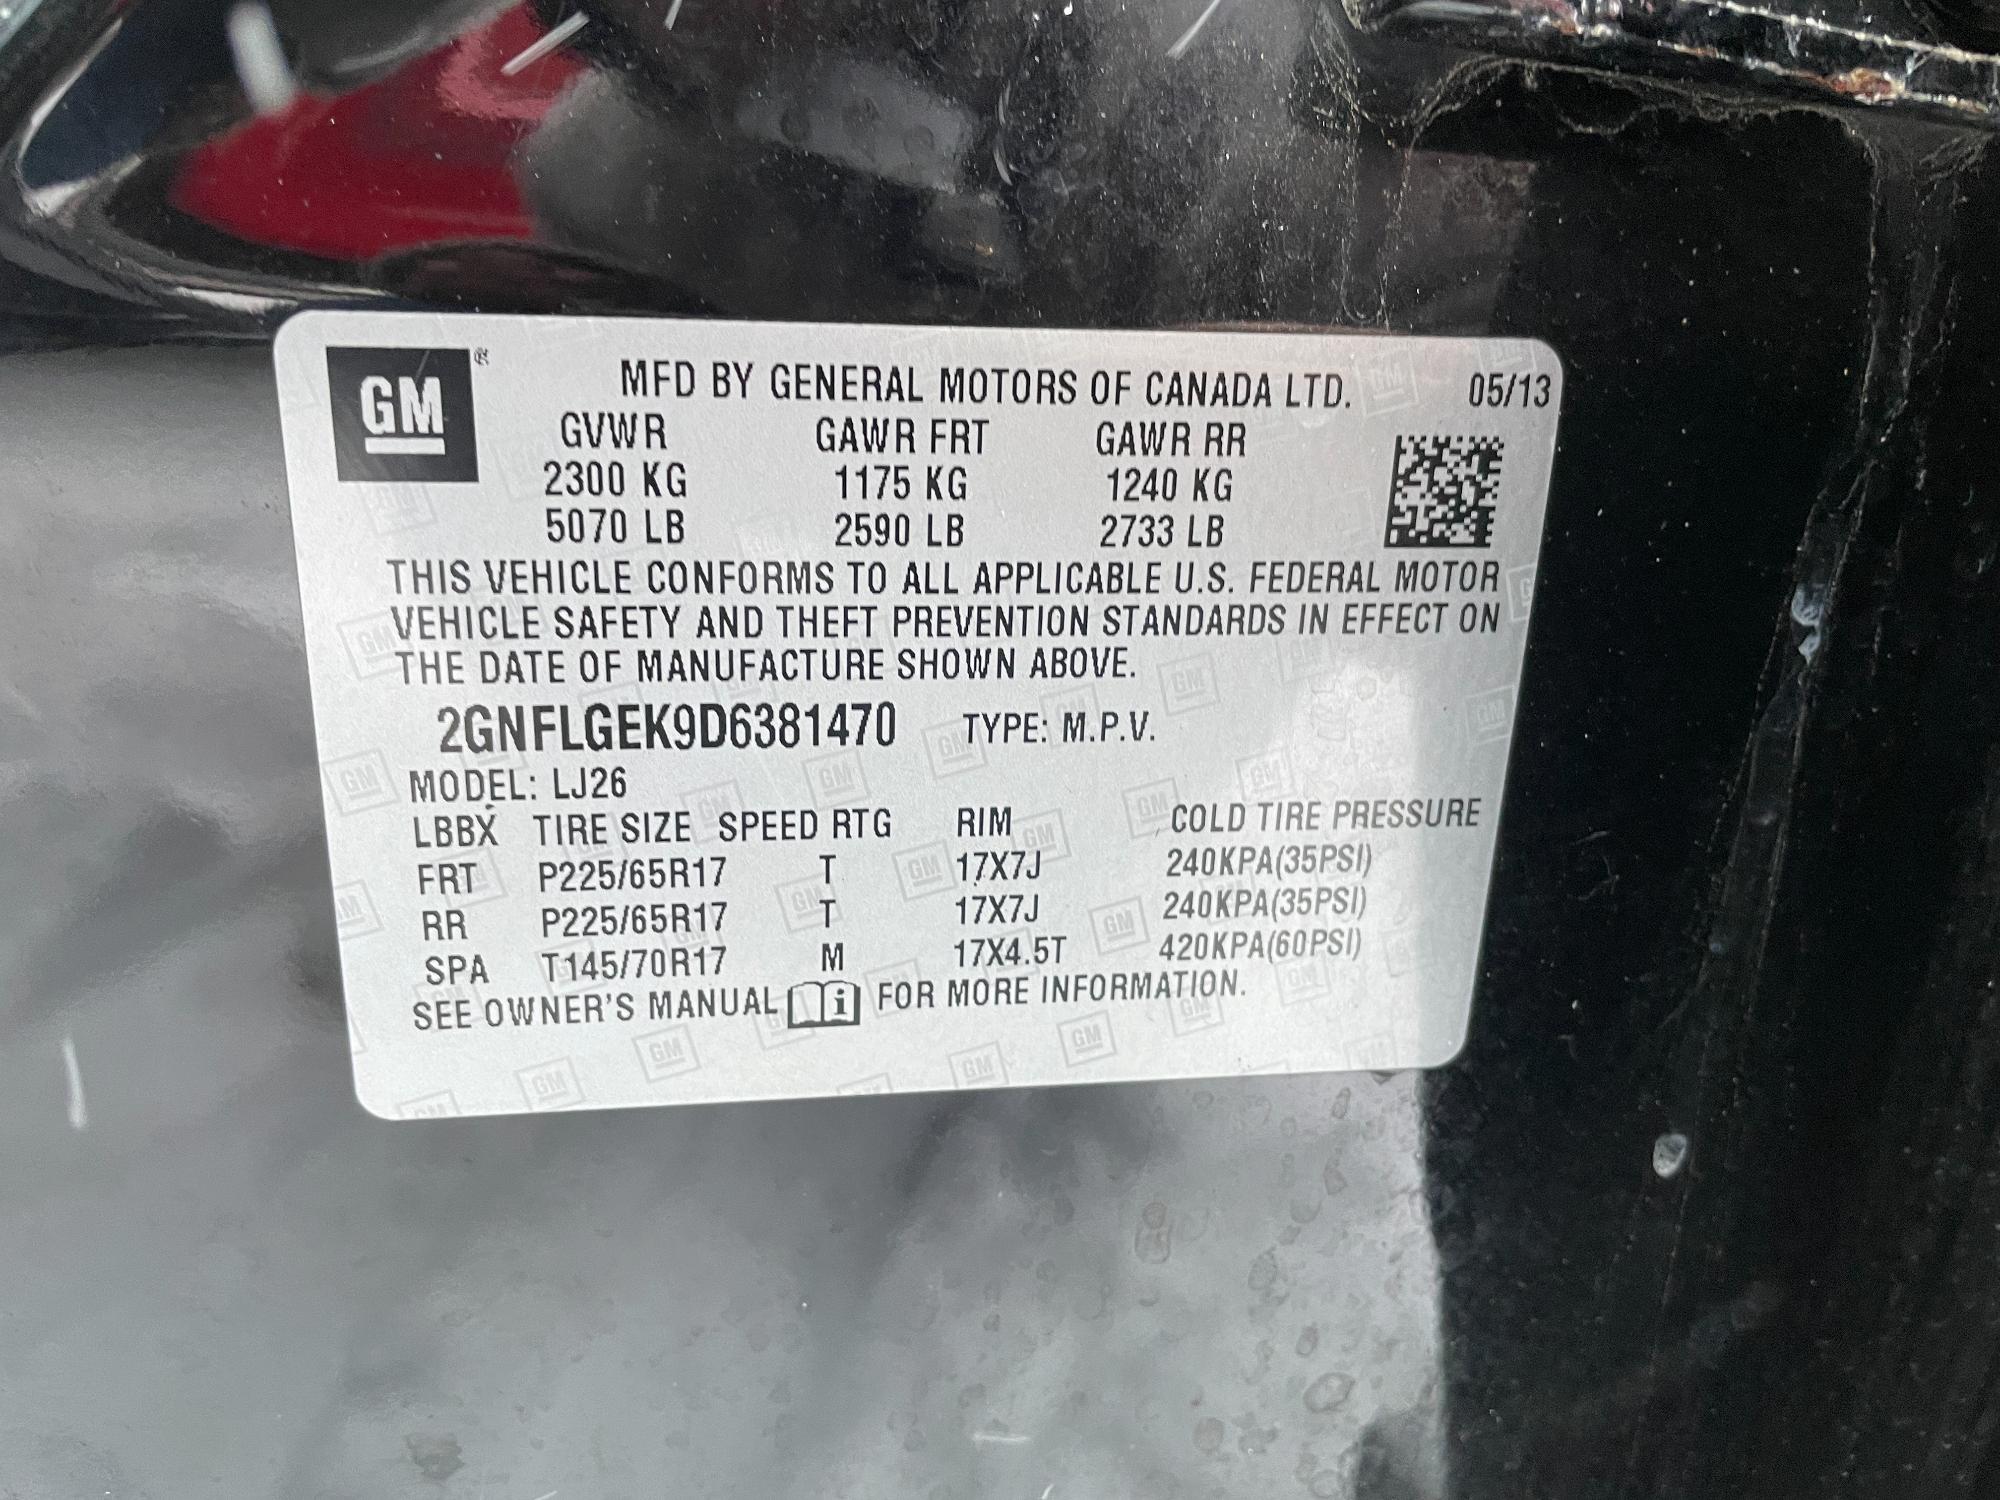 GM ® MFD BY GENERAL MOTORS OF CANADA LTD. 05/13
GVWR GAWR FRT GAWR RR
2300 KG 1175 KG 1240 KG
5070 LB 2590 LB 2733 LB
THIS VEHICLE CONFORMS TO ALL APPLICABLE U.S. FEDERAL MOTOR
VEHICLE SAFETY AND THEFT PREVENTION STANDARDS IN EFFECT ON
THE DATE OF MANUFACTURE SHOWN ABOVE.
2GNFLGEK9D6381470 TYPE: M.P.V.
MODEL: LJ26
LBBX TIRE SIZE SPEED RTG RIM COLD TIRE PRESSURE
FRT P225/65R17 T 17X7J 240KPA(35PSI)
RR P225/65R17 T 17X7J 240KPA(35PSI)
SPA T145/70R17 M 17X4.5T 420KPA(60PSI)
SEE OWNER'S MANUAL i FOR MORE INFORMATION.